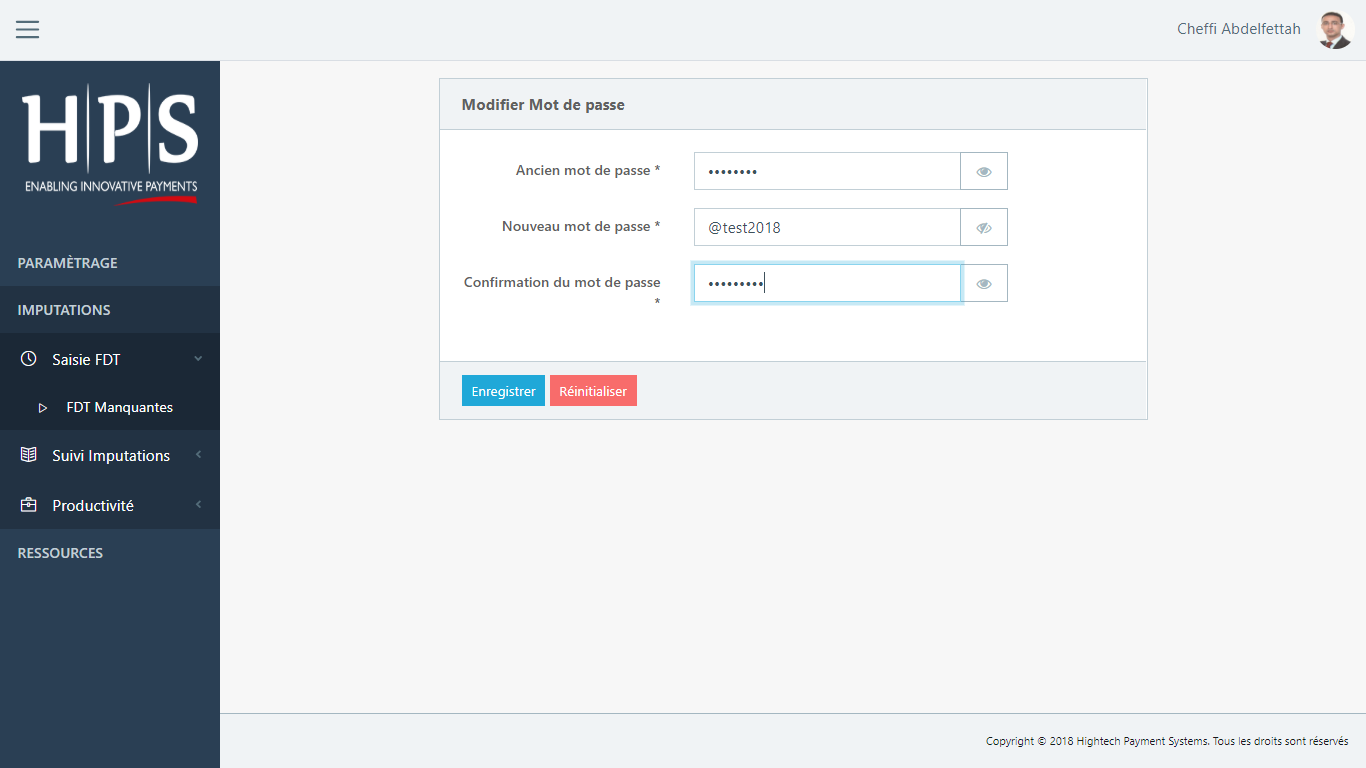 Cheffi Abdelfettah
HPS
ENABLING INNOVATIVE PAYMENTS
PARAMÈTRAGE
IMPUTATIONS
Saisie FDT
FDT Manquantes
Suivi Imputations
Productivité
RESSOURCES
Modifier Mot de passe
Ancien mot de passe *
••••••••
Nouveau mot de passe *
@test2018
Confirmation du mot de passe
*
•••••••••
Enregistrer Réinitialiser
Copyright © 2018 Hightech Payment Systems. Tous les droits sont réservés